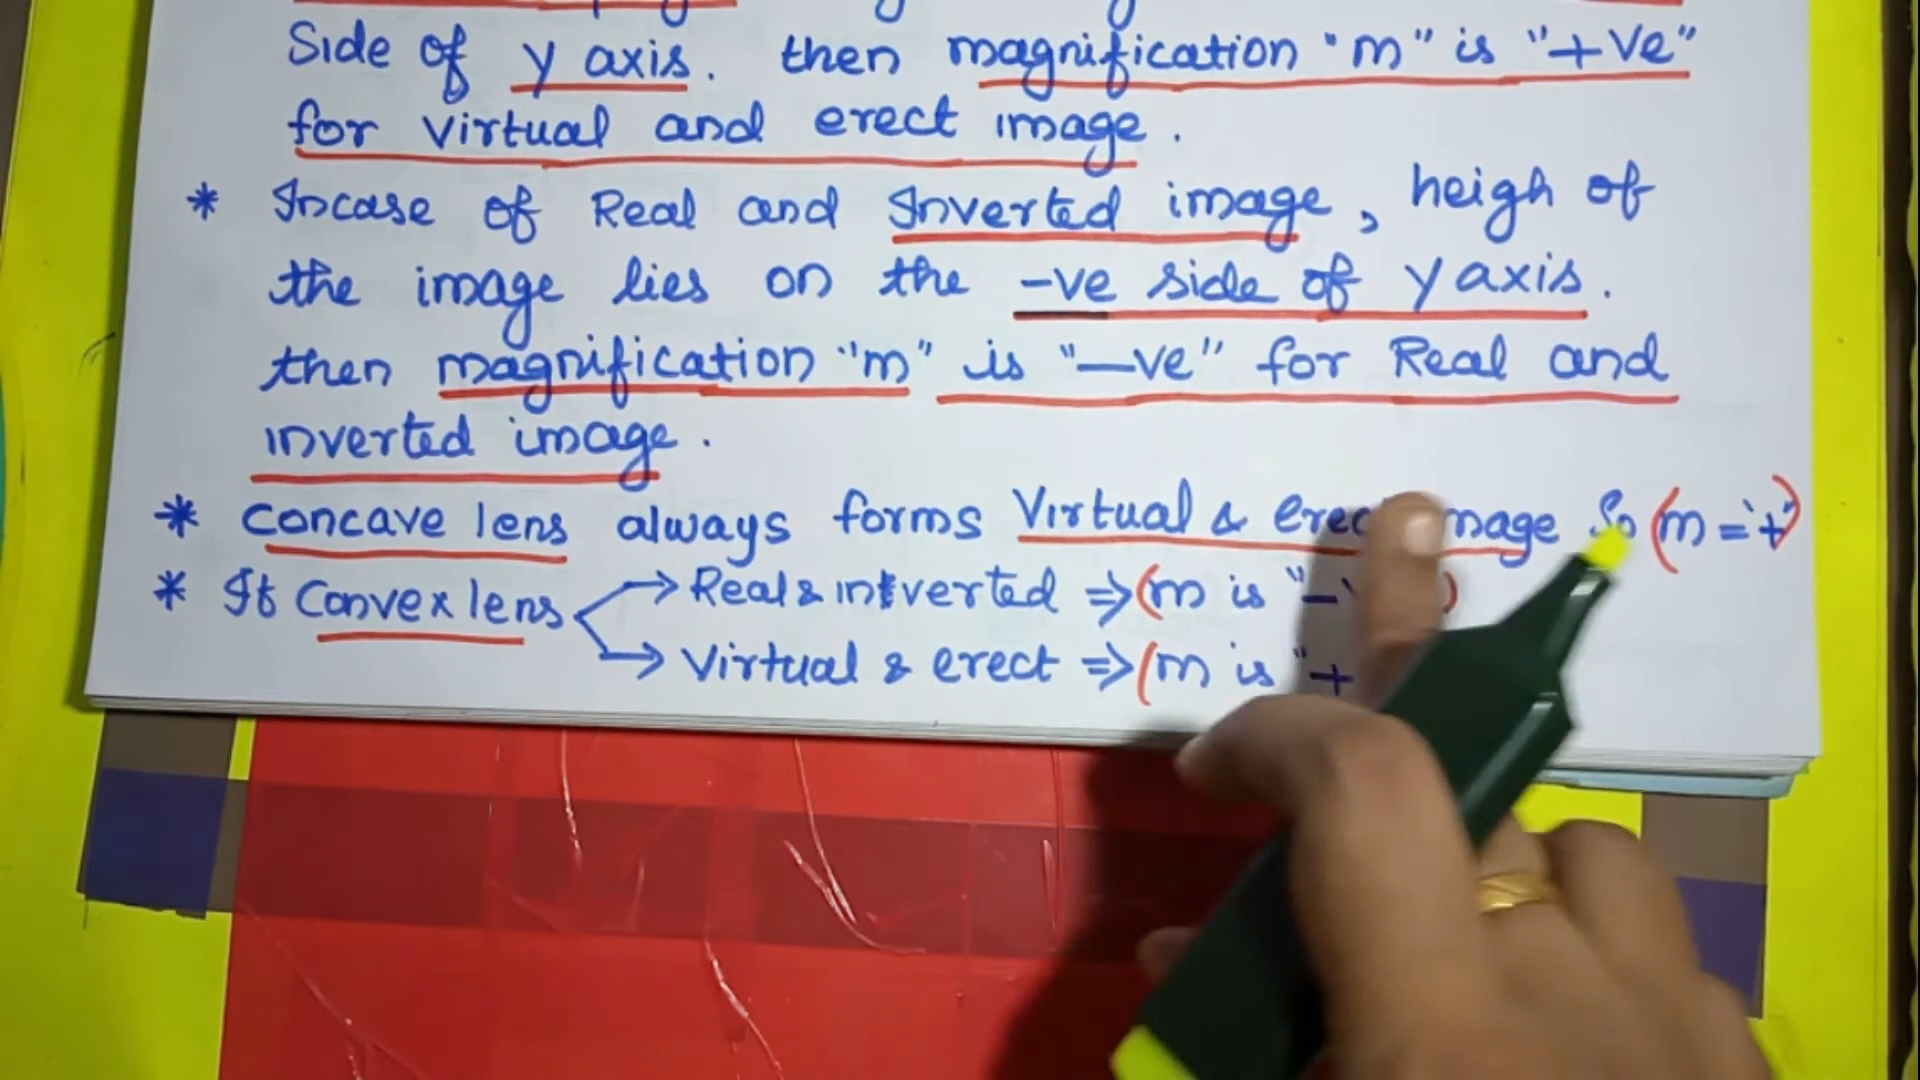 Side of y axis. then magnification "m" is "+ve"
for virtual and erect image.
* Incase of Real and Inverted image, heigh of
the image lies on the -ve side of y axis.
then magnification "m" is "-ve" for Real and
inverted image.
* Concave lens always forms Virtual & erect image So (m = '+')
* If Convex lens → Real & inverted ⇒ (m is "-v )
→ Virtual & erect ⇒ (m is "+